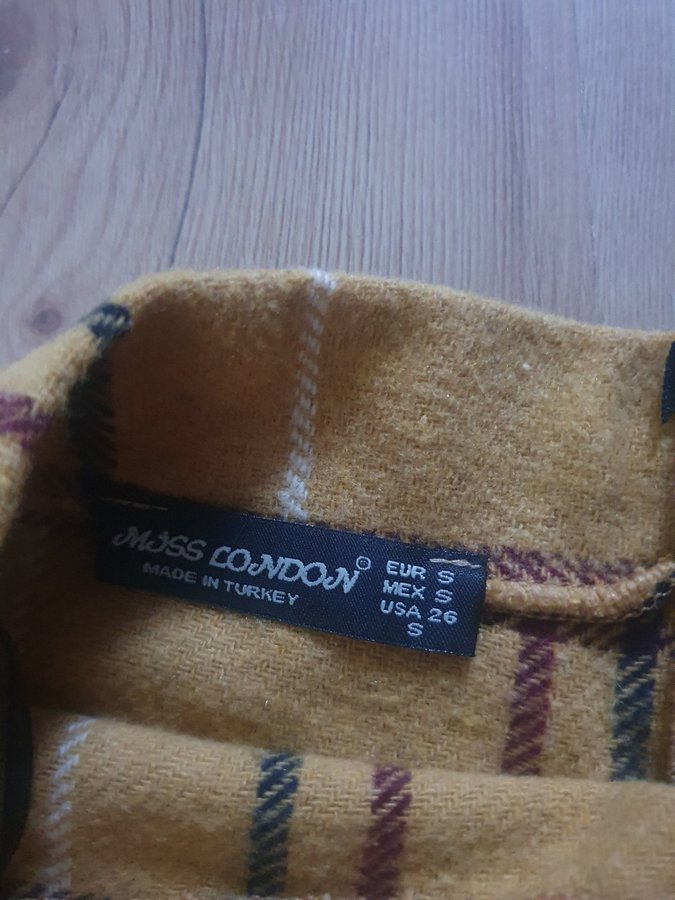 MISS LONDON®
MADE IN TURKEY
EUR S
MEX S
USA 26
S